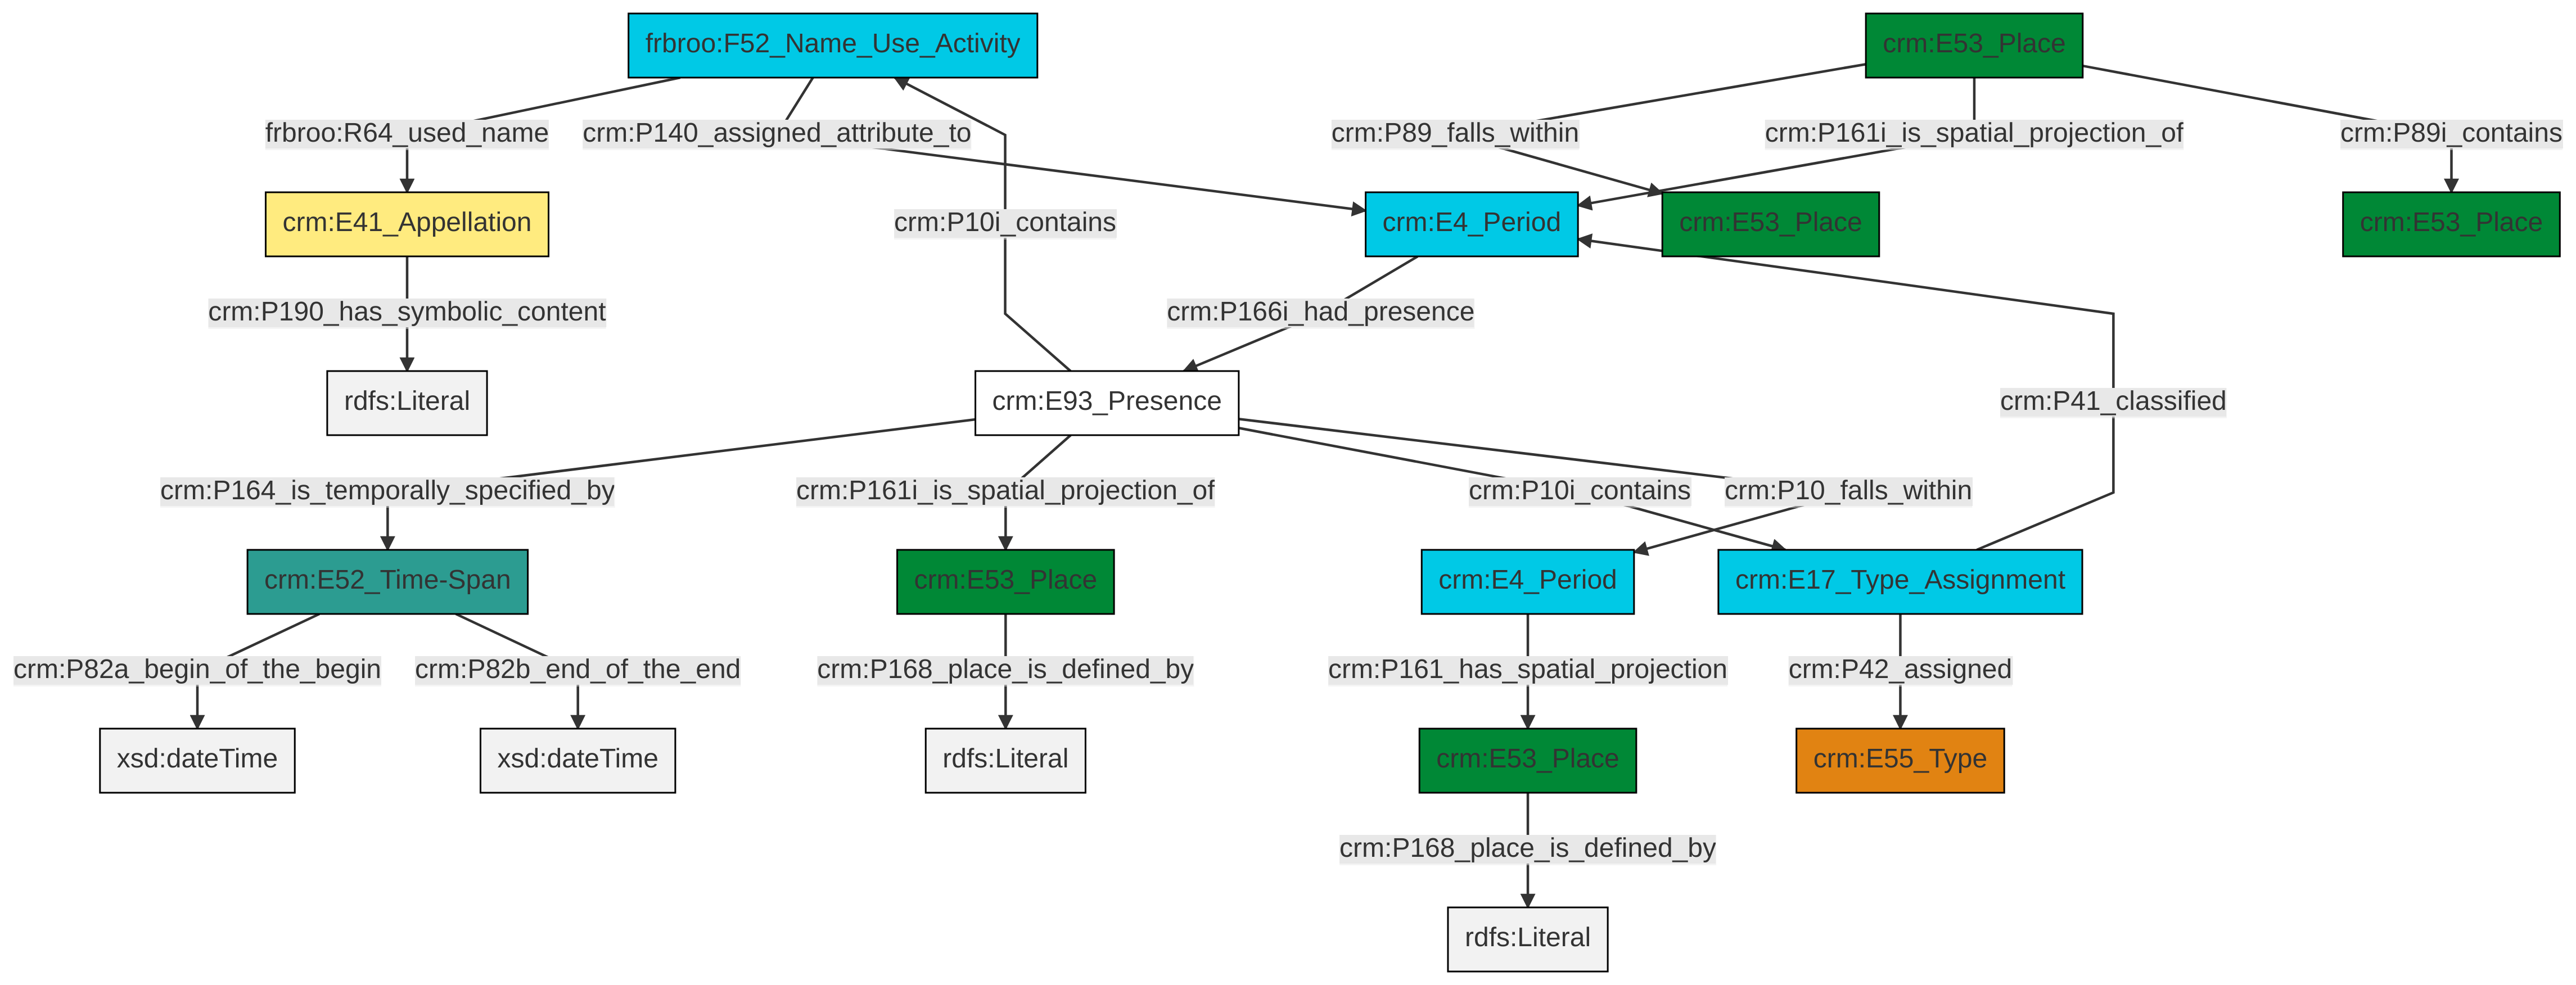 frbroo:F52_Name_Use_Activity
crm:E53_Place
frbroo:R64_used_name
crm:P140_assigned_attribute_to
crm:P89_falls_within
crm:P161i_is_spatial_projection_of
crm:P89i_contains
crm:E41_Appellation
crm:P10i_contains
crm:E4_Period
crm:E53_Place
crm:E53_Place
crm:P190_has_symbolic_content
crm:P166i_had_presence
rdfs:Literal
crm:E93_Presence
crm:P41_classified
crm:P164_is_temporally_specified_by
crm:P161i_is_spatial_projection_of
crm:P10i_contains
crm:P10_falls_within
crm:E52_Time-Span
crm:E53_Place
crm:E4_Period
crm:E17_Type_Assignment
crm:P82a_begin_of_the_begin
crm:P82b_end_of_the_end
crm:P168_place_is_defined_by
crm:P161_has_spatial_projection
crm:P42_assigned
xsd:dateTime
xsd:dateTime
rdfs:Literal
crm:E53_Place
crm:E55_Type
crm:P168_place_is_defined_by
rdfs:Literal